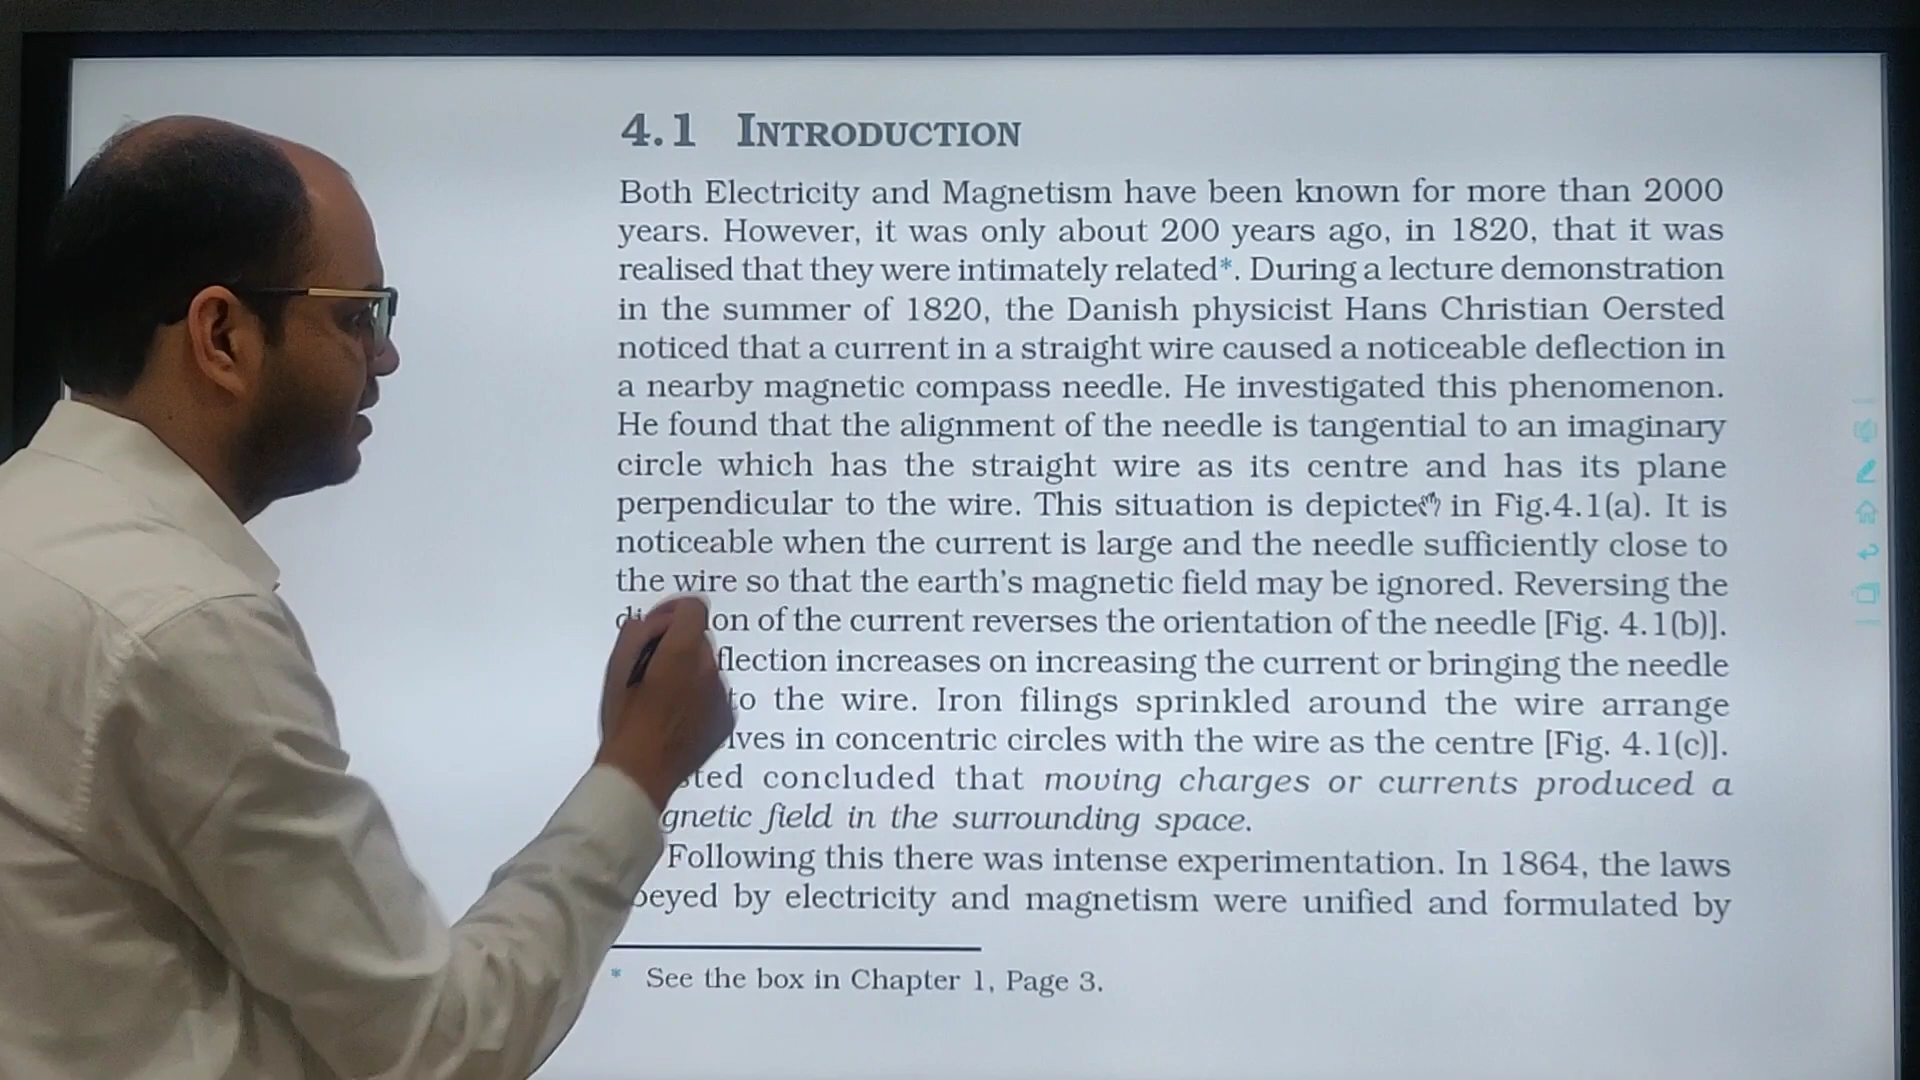 4.1 INTRODUCTION
Both Electricity and Magnetism have been known for more than 2000
years. However, it was only about 200 years ago, in 1820, that it was
realised that they were intimately related*. During a lecture demonstration
in the summer of 1820, the Danish physicist Hans Christian Oersted
noticed that a current in a straight wire caused a noticeable deflection in
a nearby magnetic compass needle. He investigated this phenomenon.
He found that the alignment of the needle is tangential to an imaginary
circle which has the straight wire as its centre and has its plane
perpendicular to the wire. This situation is depicted in Fig.4.1(a). It is
noticeable when the current is large and the needle sufficiently close to
the wire so that the earth's magnetic field may be ignored. Reversing the
of the current reverses the orientation of the needle [Fig. 4.1(b)].
increases on increasing the current or bringing the needle
to the wire. Iron filings sprinkled around the wire arrange
in concentric circles with the wire as the centre [Fig. 4.1(c)].
concluded that moving charges or currents produced a
field in the surrounding space.
Following this there was intense experimentation. In 1864, the laws
by electricity and magnetism were unified and formulated by
* See the box in Chapter 1, Page 3.